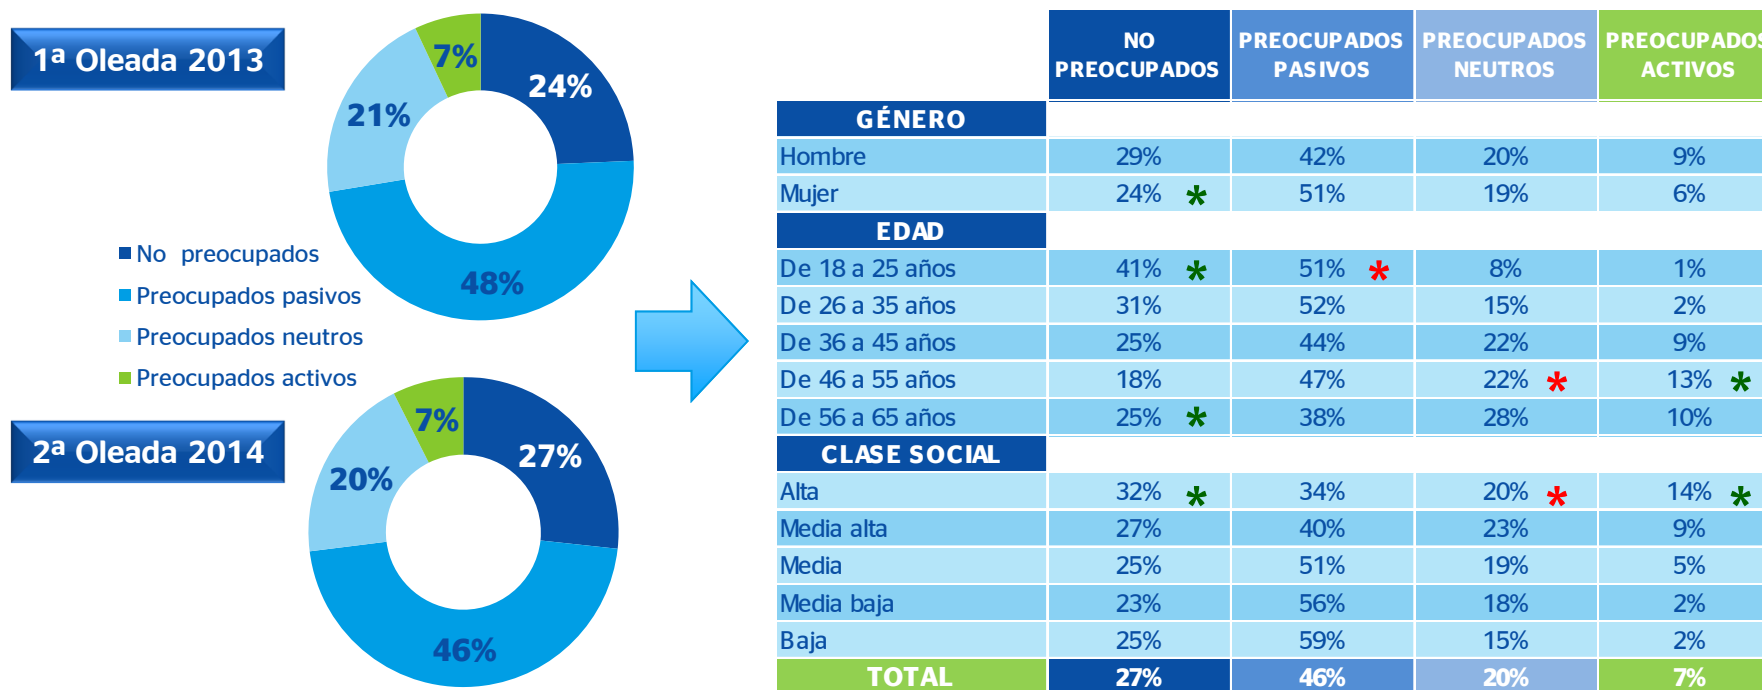 1ª Oleada 2013
7%
24%
21%
48%
No preocupados
Preocupados pasivos
Preocupados neutros
Preocupados activos
2ª Oleada 2014
7%
27%
20%
46%
NO PREOCUPADOS PREOCUPADOS PASIVOS PREOCUPADOS NEUTROS PREOCUPADOS ACTIVOS
GÉNERO
Hombre 29% 42% 20% 9%
Mujer 24% * 51% 19% 6%
EDAD
De 18 a 25 años 41% * 51% * 8% 1%
De 26 a 35 años 31% 52% 15% 2%
De 36 a 45 años 25% 44% 22% 9%
De 46 a 55 años 18% 47% 22% * 13% *
De 56 a 65 años 25% * 38% 28% 10%
CLASE SOCIAL
Alta 32% * 34% 20% * 14% *
Media alta 27% 40% 23% 9%
Media 25% 51% 19% 5%
Media baja 23% 56% 18% 2%
Baja 25% 59% 15% 2%
TOTAL 27% 46% 20% 7%